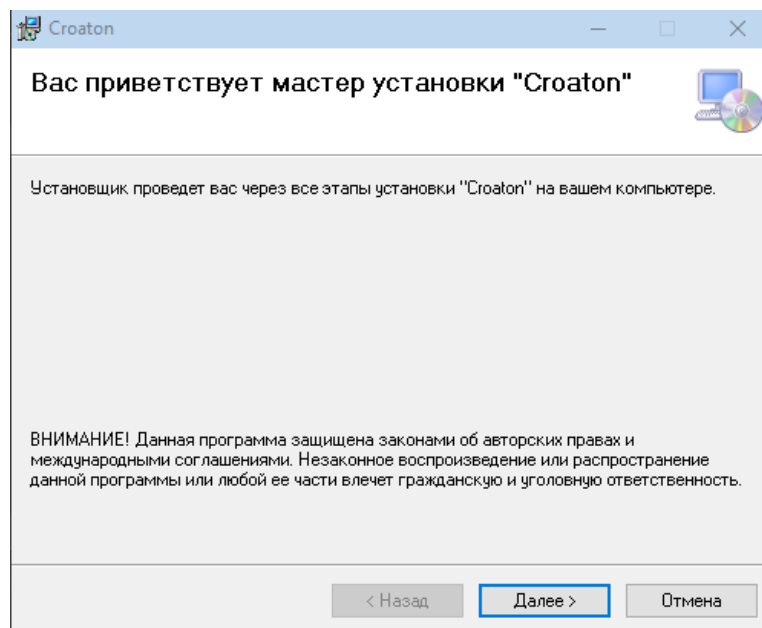 Croaton
Вас приветствует мастер установки "Croaton"
Установщик проведет вас через все этапы установки "Croaton" на вашем компьютере.
ВНИМАНИЕ! Данная программа защищена законами об авторских правах и
международными соглашениями. Незаконное воспроизведение или распространение
данной программы или любой ее части влечет гражданскую и уголовную ответственность.
< Назад
Далее >
Отмена